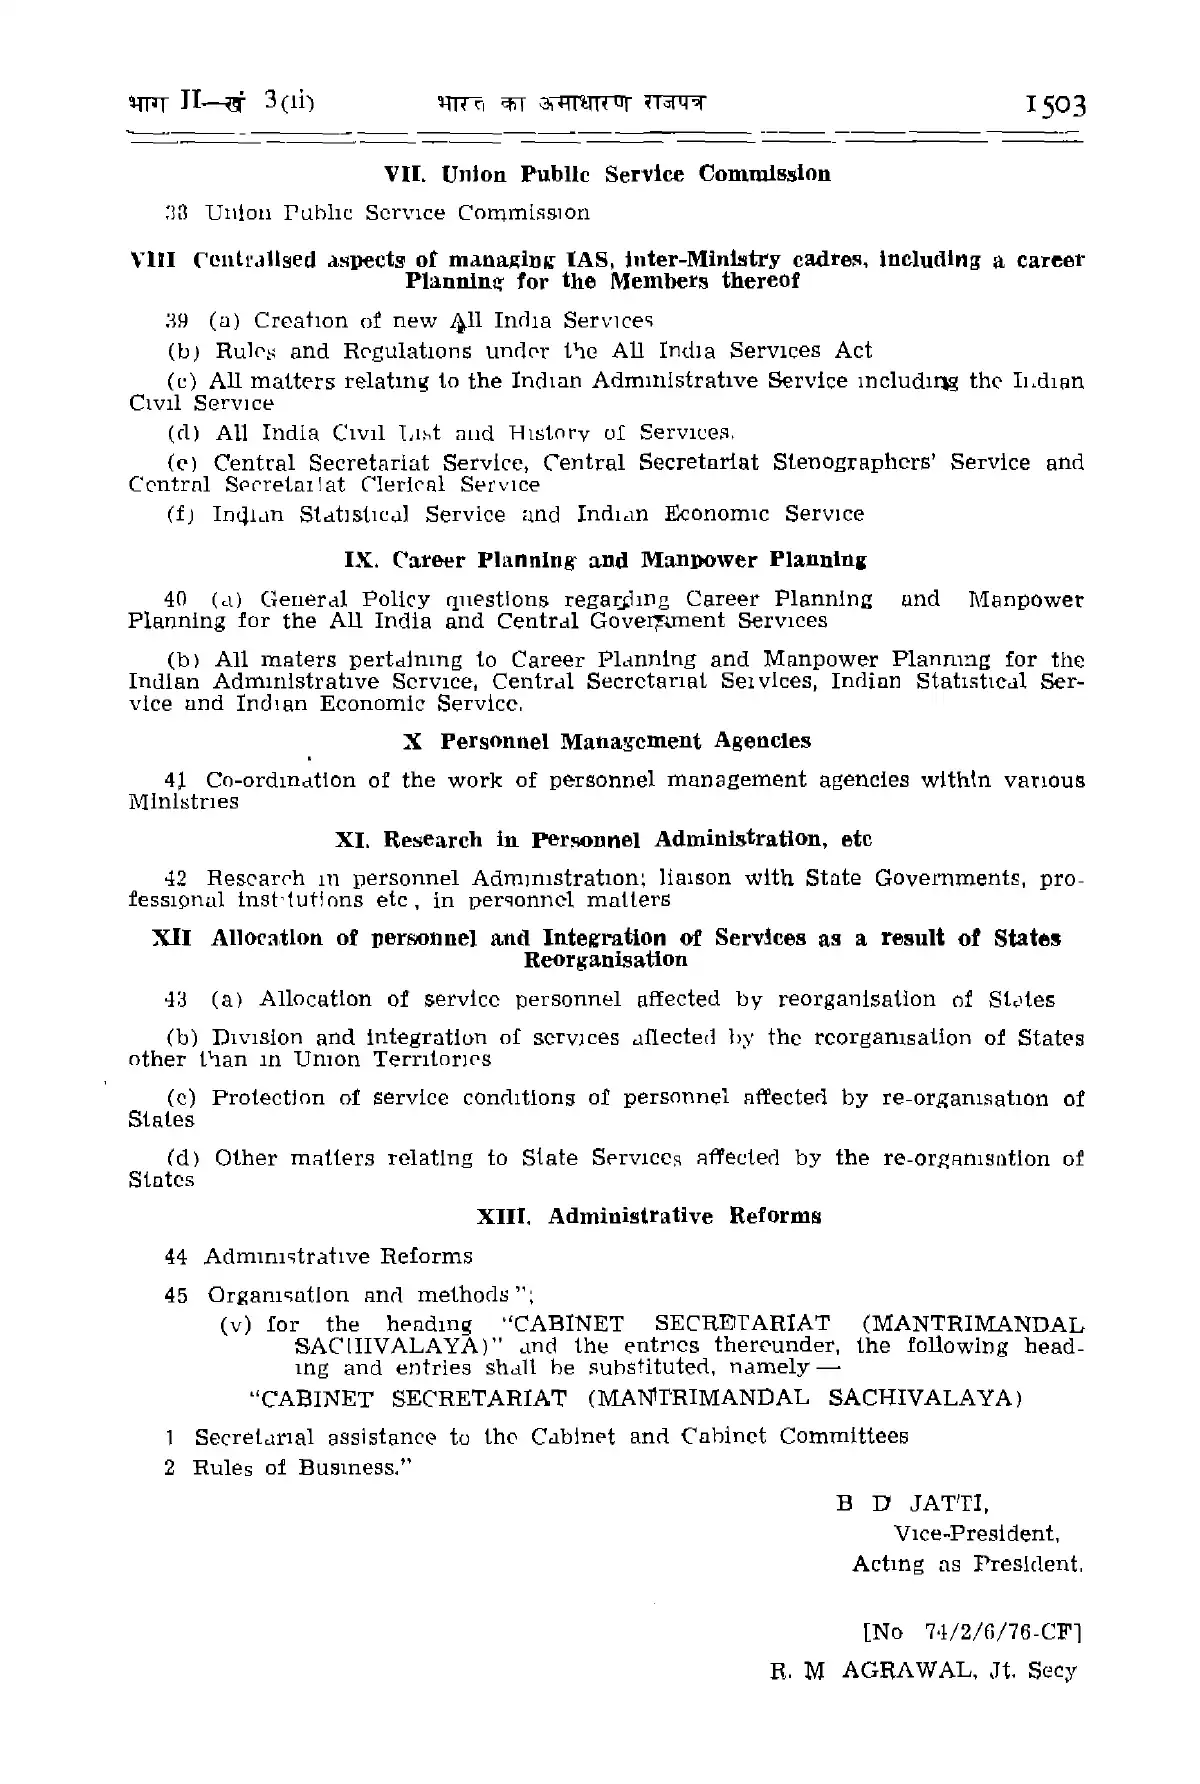 भाग II—खं 3(ii) भारत का असाधारण राजपत्र 1503
VII. Union Public Service Commission
38 Union Public Service Commission
VIII Centralised aspects of managing IAS, inter-Ministry cadres, including a career
Planning for the Members thereof
39 (a) Creation of new All India Services
(b) Rules and Regulations under the All India Services Act
(c) All matters relating to the Indian Administrative Service including the Indian
Civil Service
(d) All India Civil List and History of Services.
(e) Central Secretariat Service, Central Secretariat Stenographers' Service and
Central Secretariat Clerical Service
(f) Indian Statistical Service and Indian Economic Service
IX. Career Planning and Manpower Planning
40 (a) General Policy questions regarding Career Planning and Manpower
Planning for the All India and Central Government Services
(b) All maters pertaining to Career Planning and Manpower Planning for the
Indian Administrative Service, Central Secretariat Services, Indian Statistical Ser-
vice and Indian Economic Service.
X Personnel Management Agencies
41 Co-ordination of the work of personnel management agencies within various
Ministries
XI. Research in Personnel Administration, etc
42 Research in personnel Administration; liaison with State Governments, pro-
fessional institutions etc, in personnel matters
XII Allocation of personnel and Integration of Services as a result of States
Reorganisation
43 (a) Allocation of service personnel affected by reorganisation of States
(b) Division and integration of services affected by the reorganisation of States
other than in Union Territories
(c) Protection of service conditions of personnel affected by re-organisation of
States
(d) Other matters relating to State Services affected by the re-organisation of
States
XIII. Administrative Reforms
44 Administrative Reforms
45 Organisation and methods";
(v) for the heading "CABINET SECRETARIAT (MANTRIMANDAL
SACHIVALAYA)" and the entries thereunder, the following head-
ing and entries shall be substituted, namely —
"CABINET SECRETARIAT (MANTRIMANDAL SACHIVALAYA)
1 Secretarial assistance to the Cabinet and Cabinet Committees
2 Rules of Business."
B D JATTI,
Vice-President,
Acting as President.
[No 74/2/6/76-CF]
R. M AGRAWAL, Jt. Secy